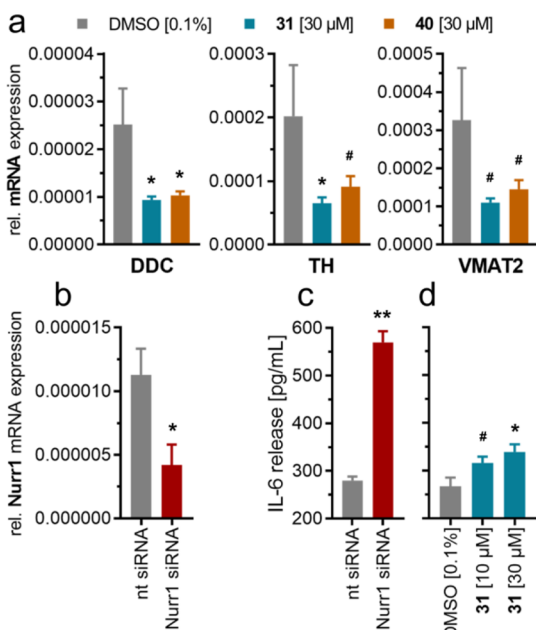 a
DMSO [0.1%] 31 [30 µM] 40 [30 µM]
rel. mRNA expression
0.00004
0.00003
0.00002
0.00001
0.00000
* *
DDC
0.0003
0.0002
0.0001
0.0000
* #
TH
0.0005
0.0004
0.0003
0.0002
0.0001
0.0000
# #
VMAT2
b
rel. Nurr1 mRNA expression
0.000015
0.000010
0.000005
0.000000
*
nt siRNA
Nurr1 siRNA
c
IL-6 release [pg/mL]
600
500
400
300
200
**
nt siRNA
Nurr1 siRNA
d
# *
DMSO [0.1%]
31 [10 µM]
31 [30 µM]